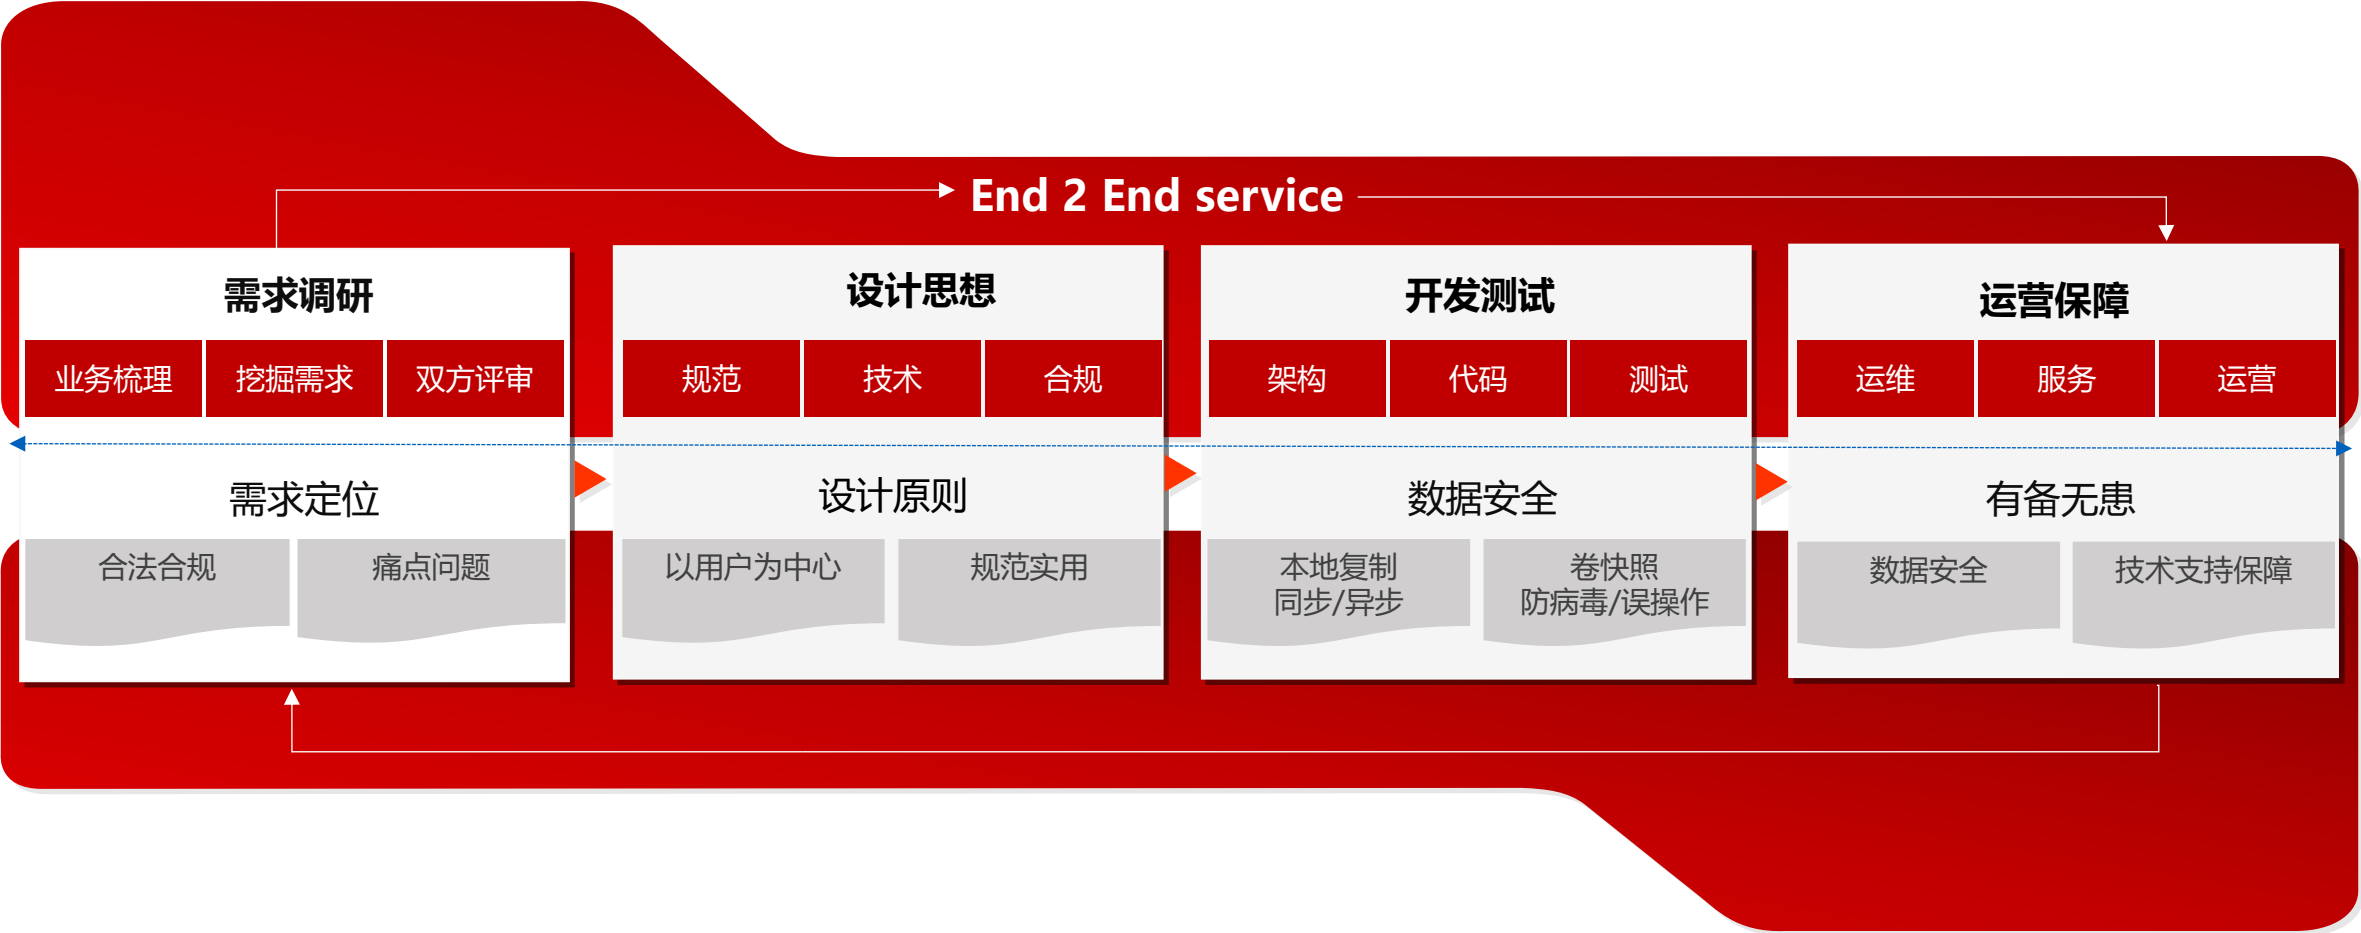 End 2 End service
需求调研
业务梳理
挖掘需求
双方评审
需求定位
合法合规
痛点问题
设计思想
规范
技术
合规
设计原则
以用户为中心
规范实用
开发测试
架构
代码
测试
数据安全
本地复制
同步/异步
卷快照
防病毒/误操作
运营保障
运维
服务
运营
有备无患
数据安全
技术支持保障